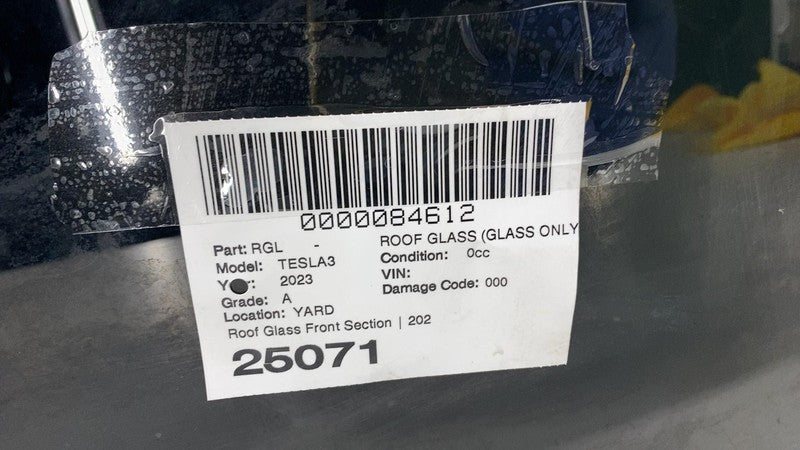 0000084612
Part: RGL - ROOF GLASS (GLASS ONLY
Model: TESLA3 Condition: 0cc
2023 VIN:
Grade: A Damage Code: 000
Location: YARD
Roof Glass Front Section | 202
25071